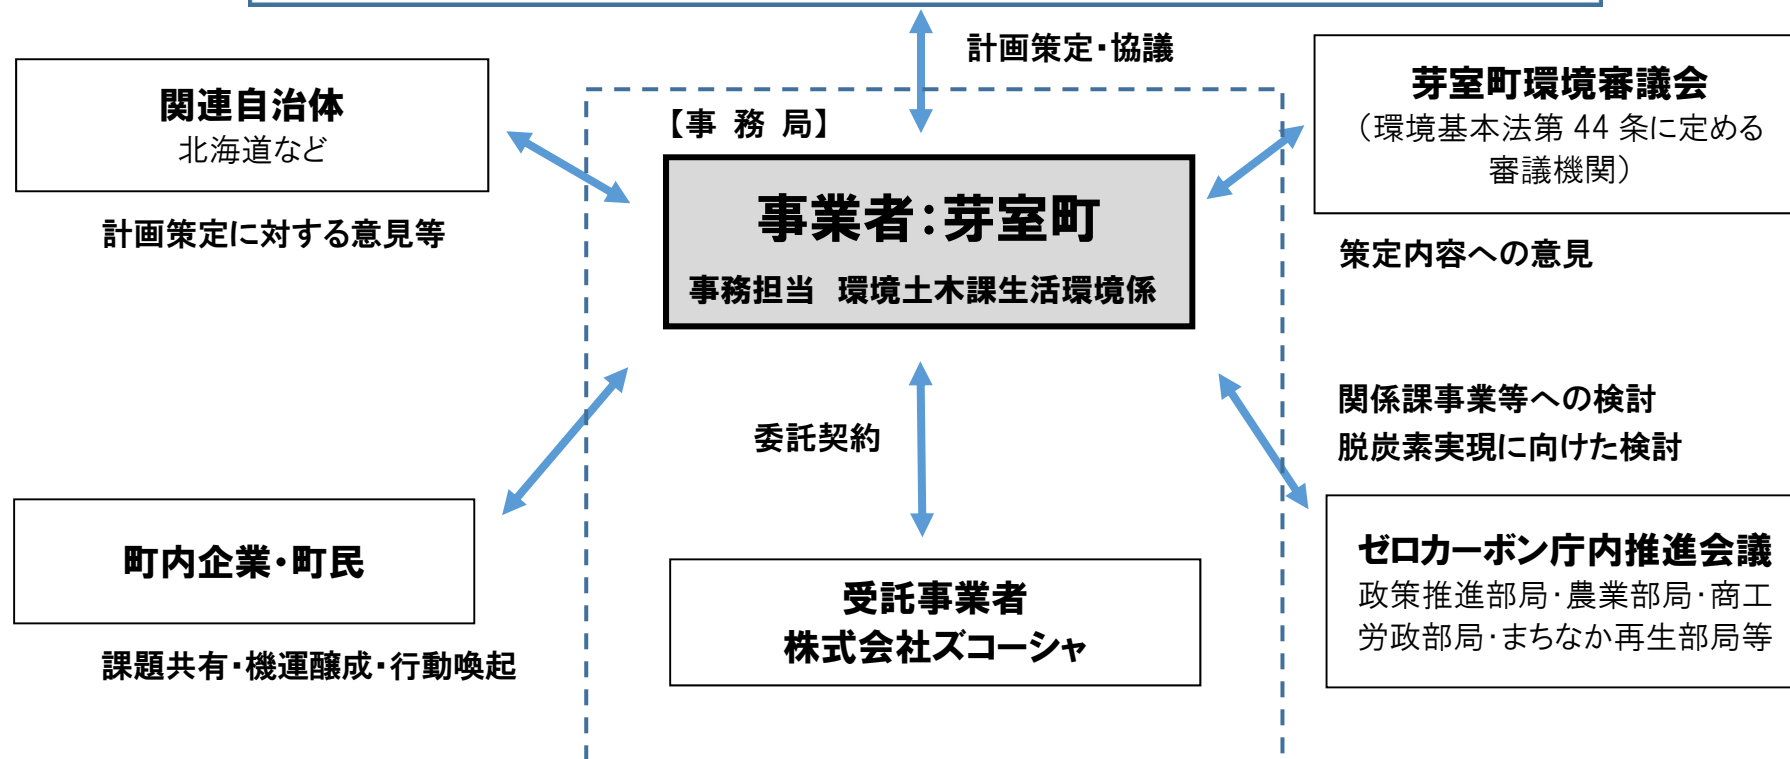 計画策定・協議
関連自治体
北海道など
計画策定に対する意見等
【事 務 局】
事業者：芽室町
事務担当　環境土木課生活環境係
芽室町環境審議会
（環境基本法第 44 条に定める
審議機関）
策定内容への意見
委託契約
関係課事業等への検討
脱炭素実現に向けた検討
町内企業・町民
課題共有・機運醸成・行動喚起
受託事業者
株式会社ズコーシャ
ゼロカーボン庁内推進会議
政策推進部局・農業部局・商工
労政部局・まちなか再生部局等